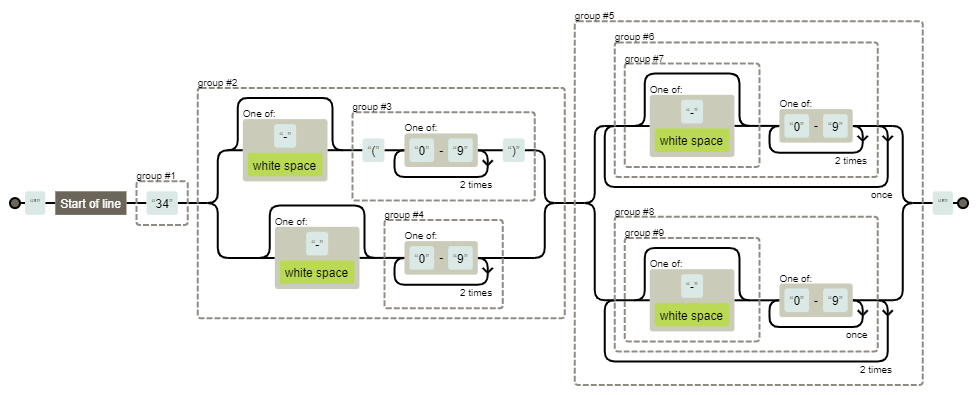 “"”
Start of line
group #1
“34”
group #2
One of:
“-”
white space
group #3
“(”
One of:
“0” - “9”
2 times
“)”
One of:
“-”
white space
group #4
One of:
“0” - “9”
2 times
group #5
group #6
group #7
One of:
“-”
white space
One of:
“0” - “9”
2 times
once
group #8
group #9
One of:
“-”
white space
One of:
“0” - “9”
once
2 times
“"”